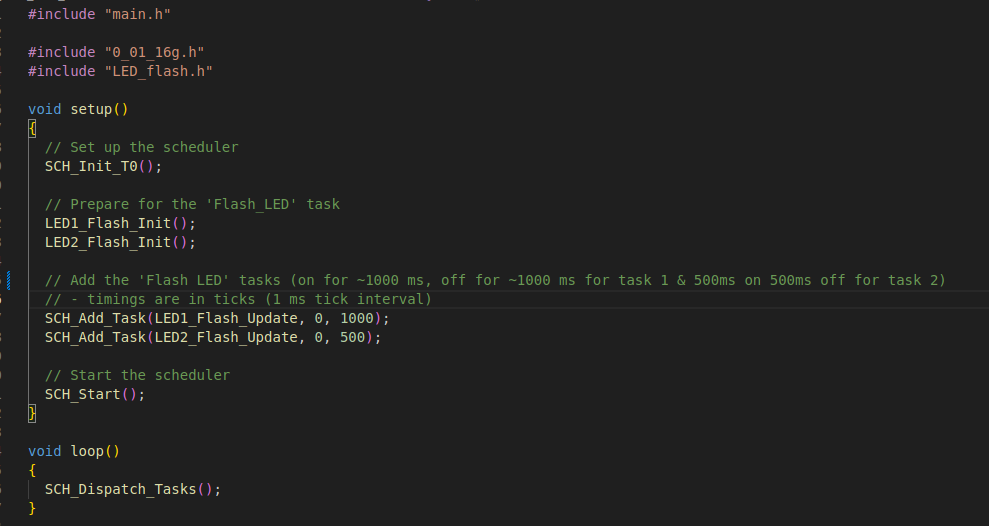 #include "main.h"
#include "0_01_16g.h"
#include "LED_flash.h"
void setup()
{
// Set up the scheduler
SCH_Init_T0();
// Prepare for the 'Flash_LED' task
LED1_Flash_Init();
LED2_Flash_Init();
// Add the 'Flash LED' tasks (on for ~1000 ms, off for ~1000 ms for task 1 & 500ms on 500ms off for task 2)
// - timings are in ticks (1 ms tick interval)
SCH_Add_Task(LED1_Flash_Update, 0, 1000);
SCH_Add_Task(LED2_Flash_Update, 0, 500);
// Start the scheduler
SCH_Start();
}
void loop()
{
SCH_Dispatch_Tasks();
}